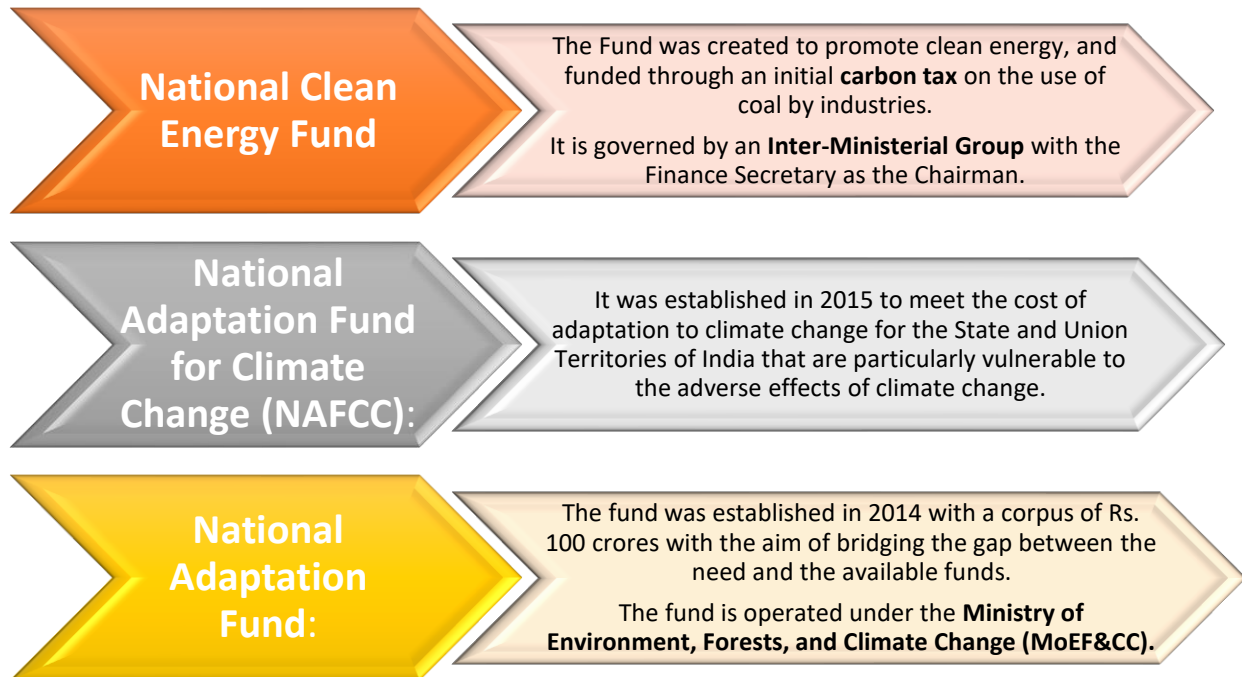 National Clean
Energy Fund
The Fund was created to promote clean energy, and
funded through an initial carbon tax on the use of
coal by industries.
It is governed by an Inter-Ministerial Group with the
Finance Secretary as the Chairman.
National
Adaptation Fund
for Climate
Change (NAFCC):
It was established in 2015 to meet the cost of
adaptation to climate change for the State and Union
Territories of India that are particularly vulnerable to
the adverse effects of climate change.
National
Adaptation
Fund:
The fund was established in 2014 with a corpus of Rs.
100 crores with the aim of bridging the gap between the
need and the available funds.
The fund is operated under the Ministry of
Environment, Forests, and Climate Change (MoEF&CC).